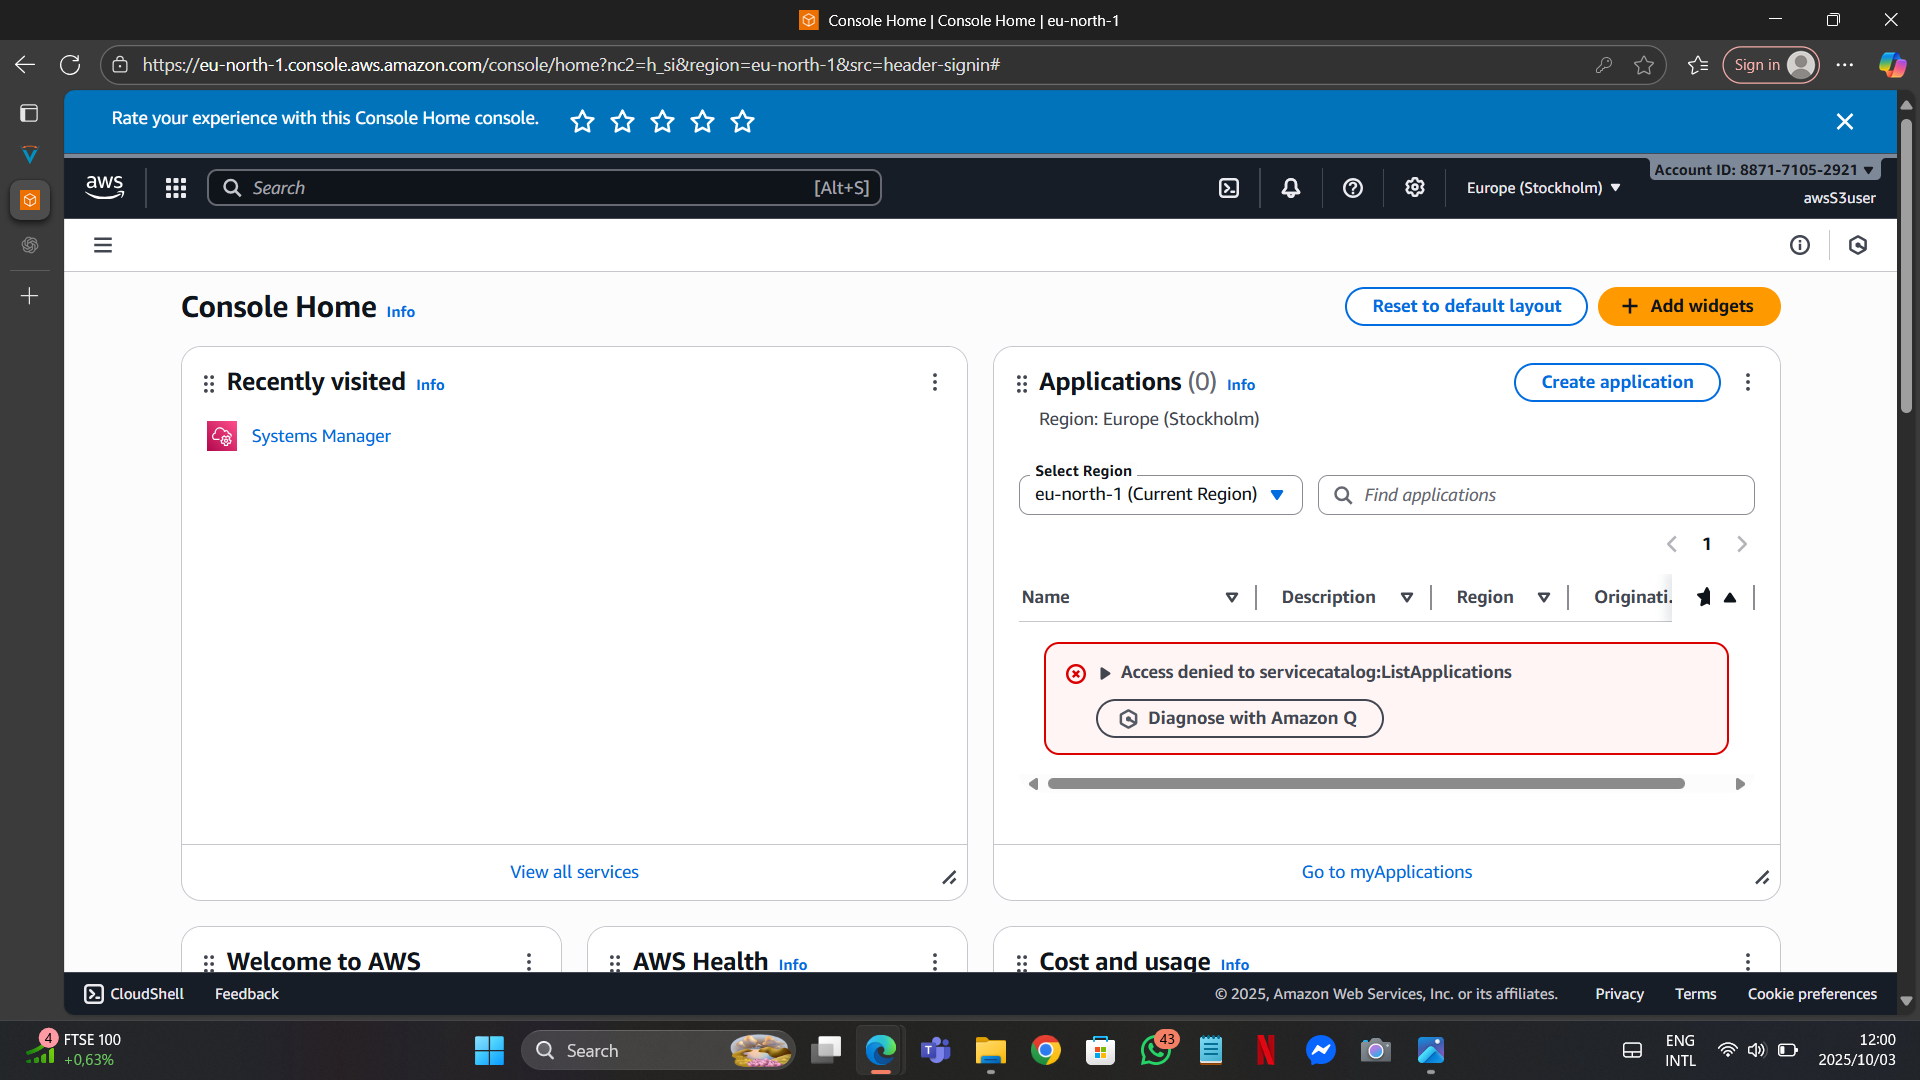 Console Home | Console Home | eu-north-1
https://eu-north-1.console.aws.amazon.com/console/home?nc2=h_si&region=eu-north-1&src=header-signin#
Sign in
Rate your experience with this Console Home console.
aws
Search
[Alt+S]
Europe (Stockholm)
Account ID: 8871-7105-2921
awsS3user
Console Home Info
Reset to default layout
Add widgets
Recently visited Info
Systems Manager
View all services
Applications (0) Info
Create application
Region: Europe (Stockholm)
Select Region
eu-north-1 (Current Region)
Find applications
1
Name Description Region Originati.
Access denied to servicecatalog:ListApplications
Diagnose with Amazon Q
Go to myApplications
Welcome to AWS
AWS Health Info
Cost and usage Info
CloudShell
Feedback
© 2025, Amazon Web Services, Inc. or its affiliates.
Privacy
Terms
Cookie preferences
4
FTSE 100
+0,63%
Search
43
ENG
INTL
12:00
2025/10/03